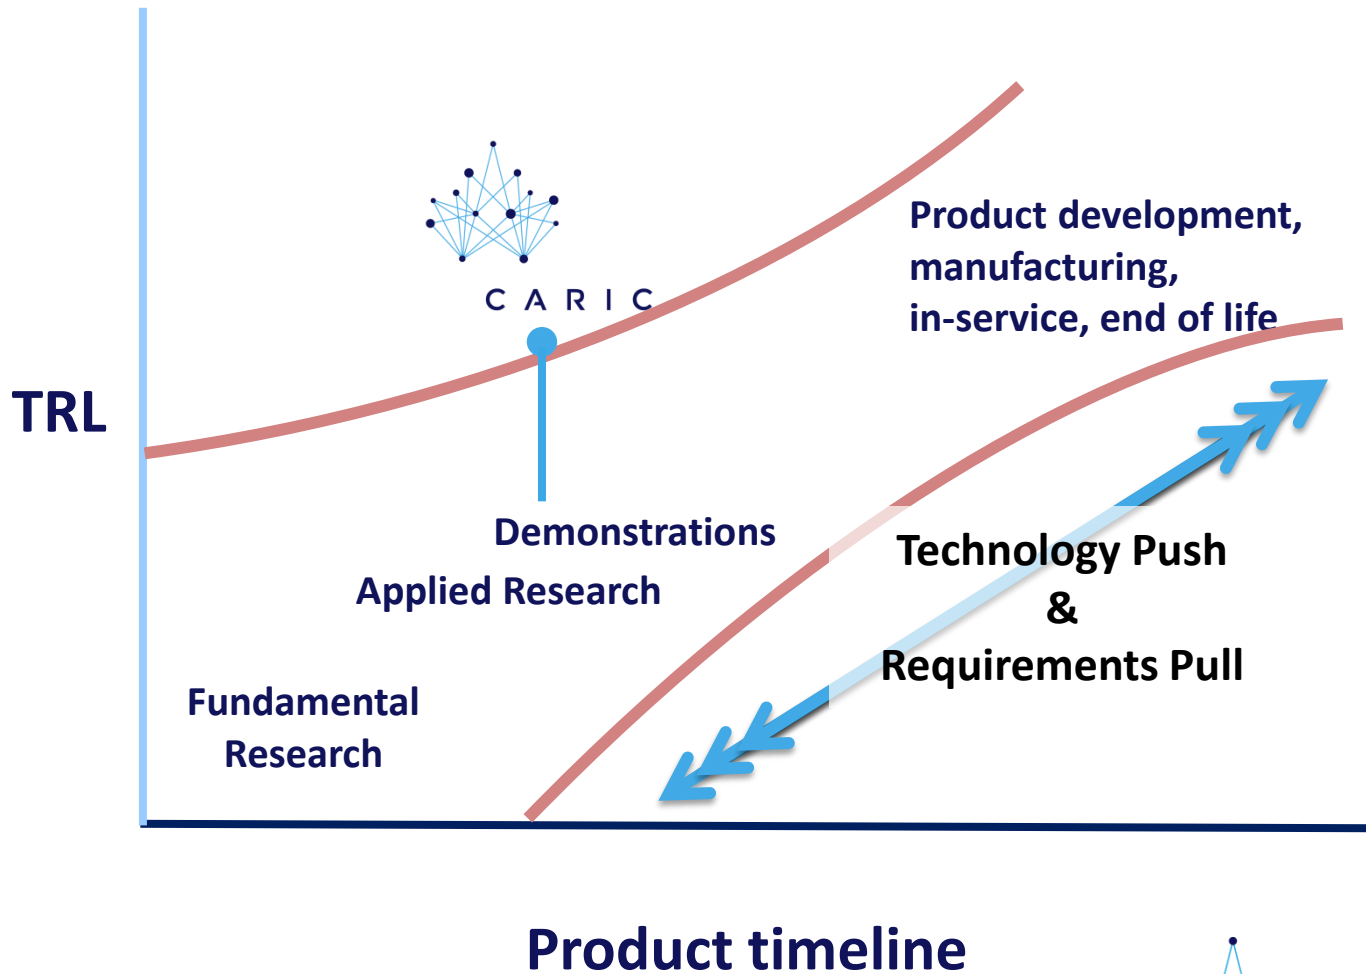 CARIC
Product development,
manufacturing,
in-service, end of life
TRL
Demonstrations
Applied Research
Technology Push
&
Requirements Pull
Fundamental
Research
Product timeline